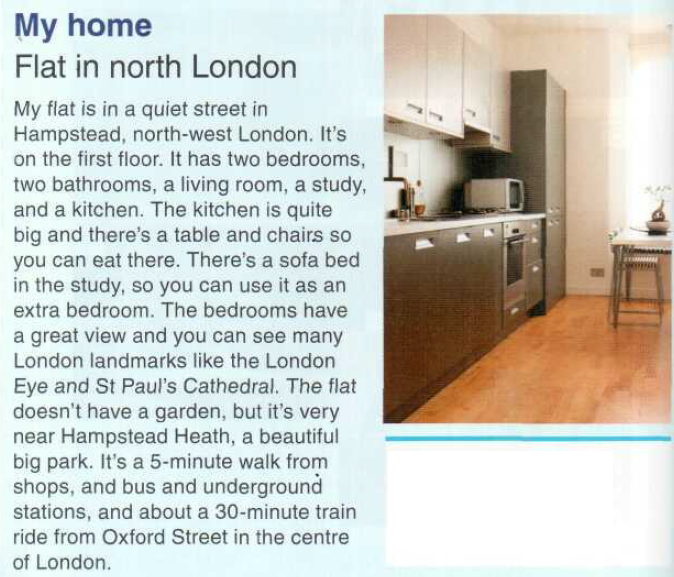 My home
Flat in north London
My flat is in a quiet street in
Hampstead, north-west London. It's
on the first floor. It has two bedrooms,
two bathrooms, a living room, a study,
and a kitchen. The kitchen is quite
big and there's a table and chairs so
you can eat there. There's a sofa bed
in the study, so you can use it as an
extra bedroom. The bedrooms have
a great view and you can see many
London landmarks like the London
Eye and St Paul's Cathedral. The flat
doesn't have a garden, but it's very
near Hampstead Heath, a beautiful
big park. It's a 5-minute walk from
shops, and bus and underground
stations, and about a 30-minute train
ride from Oxford Street in the centre
of London.